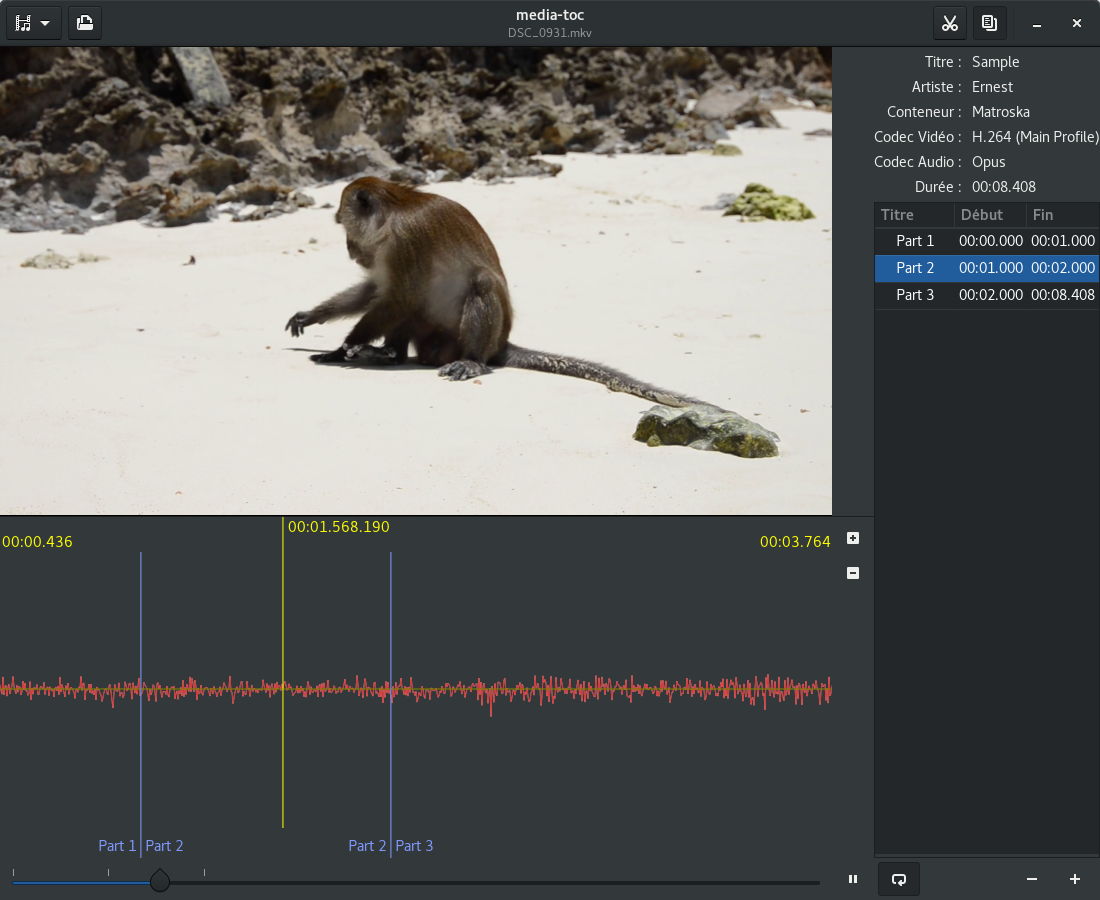 media-toc
DSC_0931.mkv
Titre : Sample
Artiste : Ernest
Conteneur : Matroska
Codec Vidéo : H.264 (Main Profile)
Codec Audio : Opus
Durée : 00:08.408
Titre Début Fin
Part 1 00:00.000 00:01.000
Part 2 00:01.000 00:02.000
Part 3 00:02.000 00:08.408
00:01.568.190
00:00.436 00:03.764
Part 1 Part 2 Part 2 Part 3